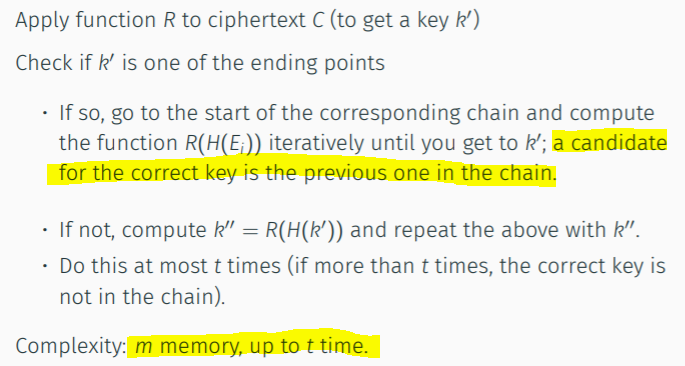 Apply function R to ciphertext C (to get a key k′)
Check if k′ is one of the ending points
• If so, go to the start of the corresponding chain and compute
the function R(H(Eᵢ)) iteratively until you get to k′; a candidate
for the correct key is the previous one in the chain.
• If not, compute k″ = R(H(k′)) and repeat the above with k″.
• Do this at most t times (if more than t times, the correct key is
not in the chain).
Complexity: m memory, up to t time.